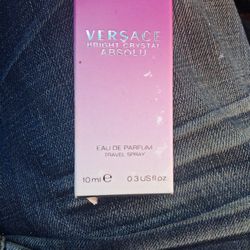 VERSACE
BRIGHT CRYSTAL
ABSOLU
EAU DE PARFUM
TRAVEL SPRAY
10 ml e 0.3 US fl.oz.